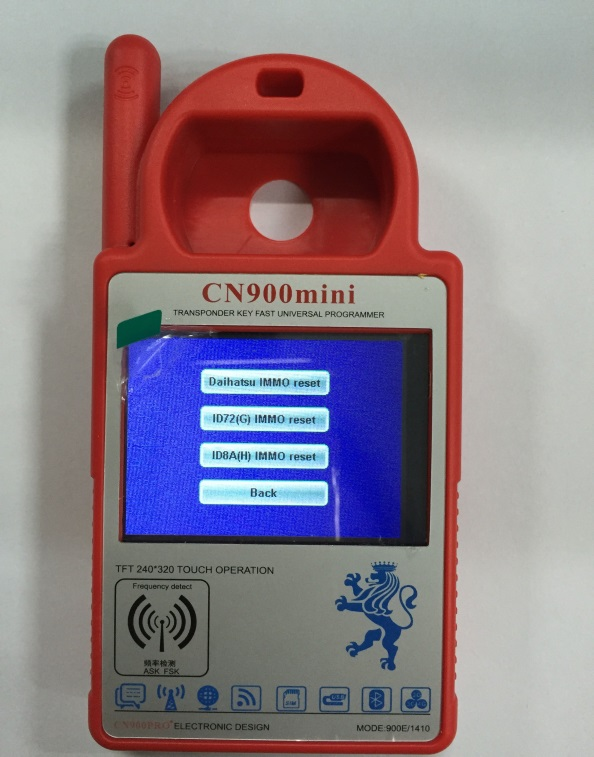 CN900mini
TRANSPONDER KEY FAST UNIVERSAL PROGRAMMER
Daihatsu IMMO reset
ID72(G) IMMO reset
ID8A(H) IMMO reset
Back
TFT 240*320 TOUCH OPERATION
Frequency detect
频率检测
ASK FSK
SIM
CN900PRO ELECTRONIC DESIGN
MODE:900E/1410